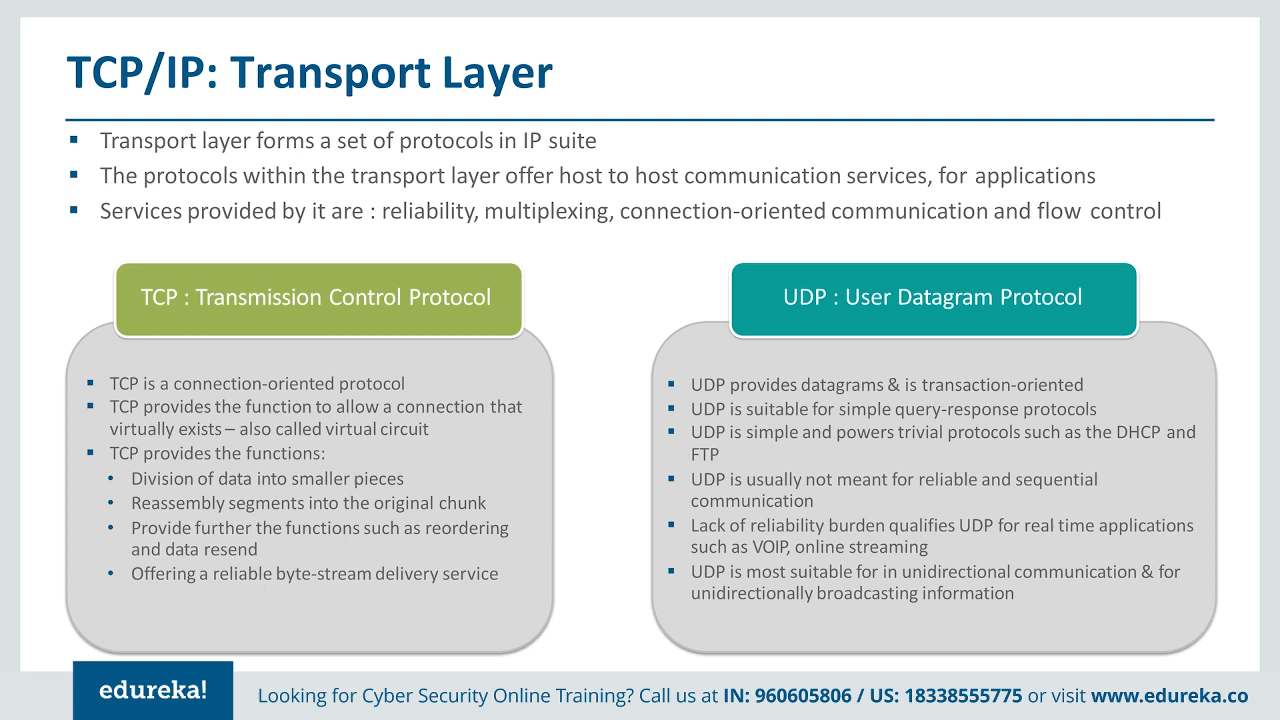 TCP/IP: Transport Layer
Transport layer forms a set of protocols in IP suite
The protocols within the transport layer offer host to host communication services, for applications
Services provided by it are : reliability, multiplexing, connection-oriented communication and flow control
TCP : Transmission Control Protocol
TCP is a connection-oriented protocol
TCP provides the function to allow a connection that
virtually exists – also called virtual circuit
TCP provides the functions:
Division of data into smaller pieces
Reassembly segments into the original chunk
Provide further the functions such as reordering
and data resend
Offering a reliable byte-stream delivery service
UDP : User Datagram Protocol
UDP provides datagrams & is transaction-oriented
UDP is suitable for simple query-response protocols
UDP is simple and powers trivial protocols such as the DHCP and
FTP
UDP is usually not meant for reliable and sequential
communication
Lack of reliability burden qualifies UDP for real time applications
such as VOIP, online streaming
UDP is most suitable for in unidirectional communication & for
unidirectionally broadcasting information
edureka!
Looking for Cyber Security Online Training? Call us at IN: 960605806 / US: 18338555775 or visit www.edureka.co